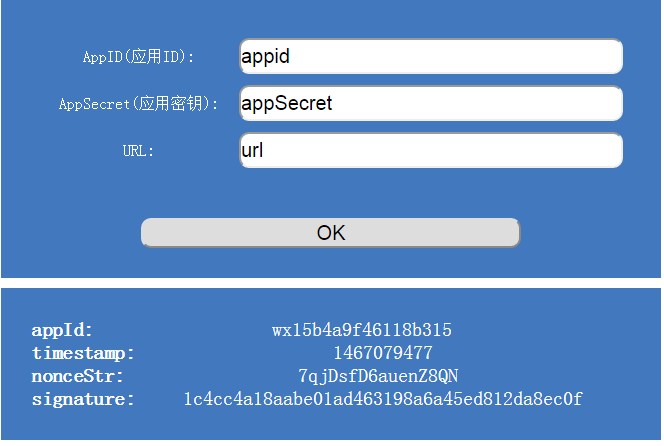 AppID(应用ID): appid
AppSecret(应用密钥): appSecret
URL: url
OK
appId: wx15b4a9f46118b315
timestamp: 1467079477
nonceStr: 7qjDsfD6auenZ8QN
signature: 1c4cc4a18aabe01ad463198a6a45ed812da8ec0f